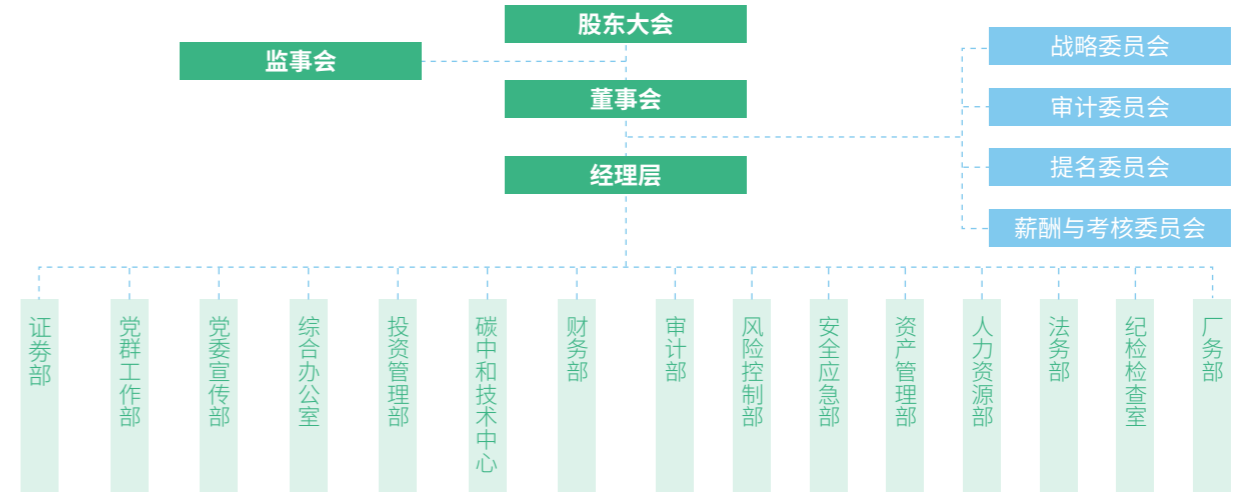 股东大会
监事会
董事会
经理层
战略委员会
审计委员会
提名委员会
薪酬与考核委员会
证券部
党群工作部
党委宣传部
综合办公室
投资管理部
碳中和技术中心
财务部
审计部
风险控制部
安全应急部
资产管理部
人力资源部
法务部
纪检检查室
厂务部